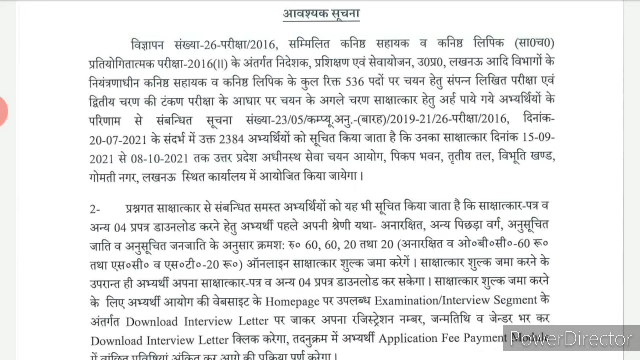 आवश्यक सूचना
विज्ञापन संख्या-26-परीक्षा/2016, सम्मिलित कनिष्ठ सहायक व कनिष्ठ लिपिक (सा0च0)
प्रतियोगितात्मक परीक्षा-2016(II) के अंतर्गत निदेशक, प्रशिक्षण एवं सेवायोजन, उ0प्र0, लखनऊ आदि विभागों के
नियंत्रणाधीन कनिष्ठ सहायक व कनिष्ठ लिपिक के कुल रिक्त 536 पदों पर चयन हेतु संपन्न लिखित परीक्षा एवं
द्वितीय चरण की टंकण परीक्षा के आधार पर चयन के अगले चरण साक्षात्कार हेतु अर्ह पाये गये अभ्यर्थियों के
परिणाम से संबन्धित सूचना संख्या-23/05/कम्प्यू.अनु.-(बारह)/2019-21/26-परीक्षा/2016, दिनांक-
20-07-2021 के संदर्भ में उक्त 2384 अभ्यर्थियों को सूचित किया जाता है कि उनका साक्षात्कार दिनांक 15-09-
2021 से 08-10-2021 तक उत्तर प्रदेश अधीनस्थ सेवा चयन आयोग, पिकप भवन, तृतीय तल, विभूति खण्ड,
गोमती नगर, लखनऊ स्थित कार्यालय में आयोजित किया जायेगा।
2- प्रश्नगत साक्षात्कार से संबन्धित समस्त अभ्यर्थियों को यह भी सूचित किया जाता है कि साक्षात्कार-पत्र व
अन्य 04 प्रपत्र डाउनलोड करने हेतु अभ्यर्थी पहले अपनी श्रेणी यथा- अनारक्षित, अन्य पिछड़ा वर्ग, अनुसूचित
जाति व अनुसूचित जनजाति के अनुसार क्रमश: रु० 60, 60, 20 तथा 20 (अनारक्षित व ओ०बी०सी०-60 रू०
तथा एस०सी० व एस०टी०-20 रू०) ऑनलाइन साक्षात्कार शुल्क जमा करेगें। साक्षात्कार शुल्क जमा करने के
उपरान्त ही अभ्यर्थी अपना साक्षात्कार-पत्र व अन्य 04 प्रपत्र डाउनलोड कर सकेगा। साक्षात्कार शुल्क जमा करने
के लिए अभ्यर्थी आयोग की वेबसाइट के Homepage पर उपलब्ध Examination/Interview Segment के
अंतर्गत Download Interview Letter पर जाकर अपना रजिस्ट्रेशन नम्बर, जन्मतिथि व जेन्डर भर कर
Download Interview Letter क्लिक करेगा, तदनुक्रम में अभ्यर्थी Application Fee Payment Module
में वांछित प्रविष्टियां अंकित कर आगे की प्रक्रिया पूर्ण करेगा।
PowerDirector